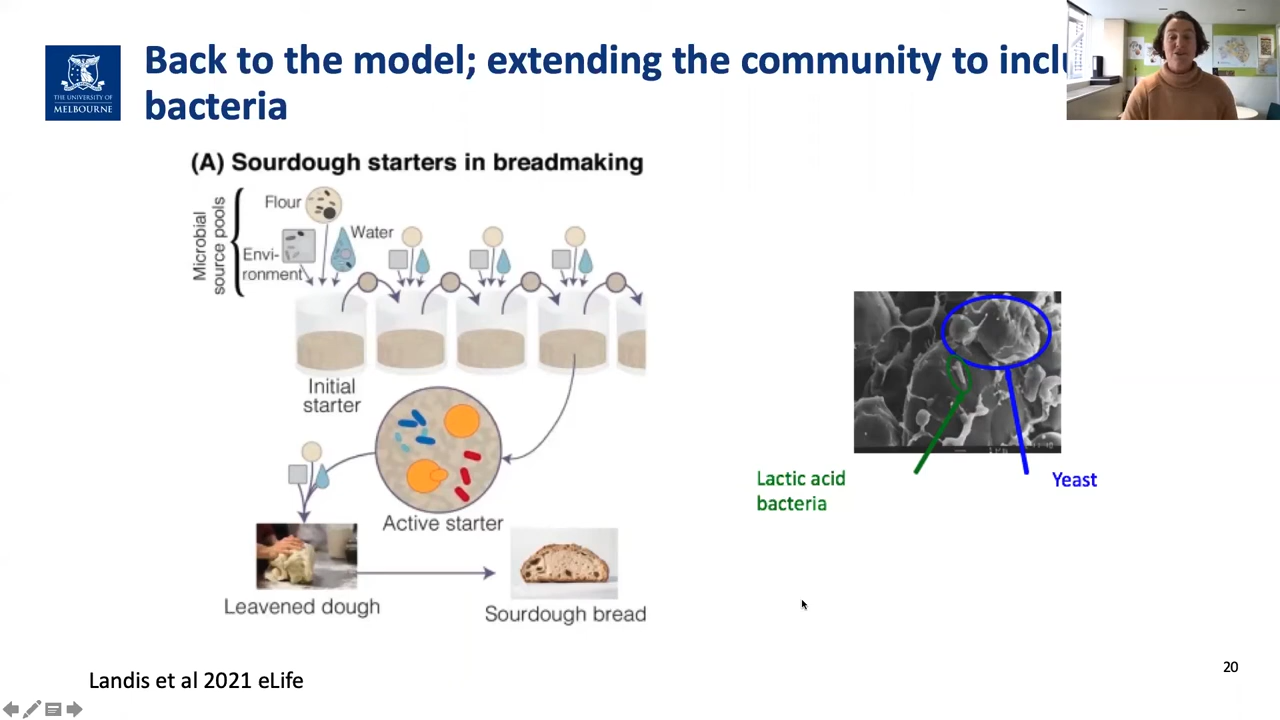 Back to the model; extending the community to
bacteria
THE UNIVERSITY OF
MELBOURNE
(A) Sourdough starters in breadmaking
Microbial
source pools
Flour
Water
Envi-
ronment
Initial
starter
Active starter
Leavened dough
Sourdough bread
Lactic acid
bacteria
Yeast
Landis et al 2021 eLife
20